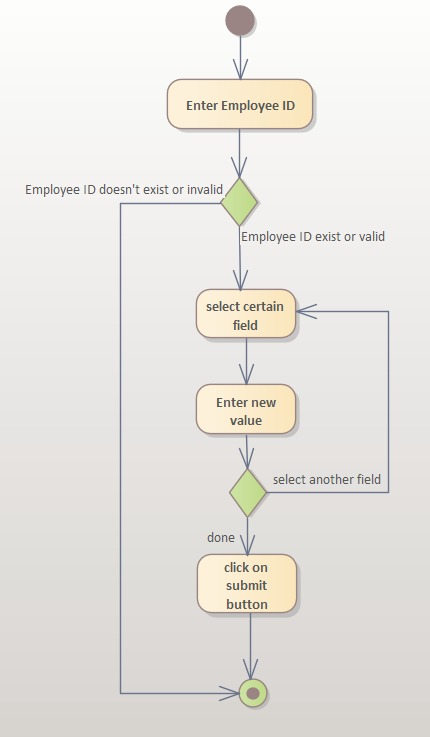 Enter Employee ID
Employee ID doesn't exist or invalid
Employee ID exist or valid
select certain
field
Enter new
value
select another field
done
click on
submit
button